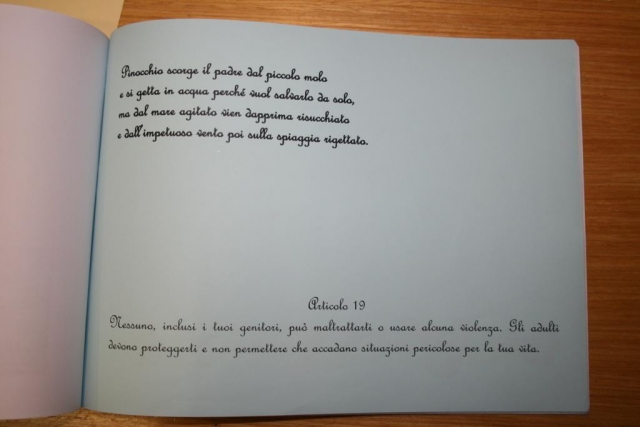 Pinocchio scorge il padre dal piccolo molo
e si getta in acqua perché vuol salvarlo da solo,
ma dal mare agitato vien dapprima risucchiato
e dall'impetuoso vento poi sulla spiaggia rigettato.
Articolo 19
Nessuno, inclusi i tuoi genitori, può maltrattarti o usare alcuna violenza. Gli adulti
devono proteggerti e non permettere che accadano situazioni pericolose per la tua vita.